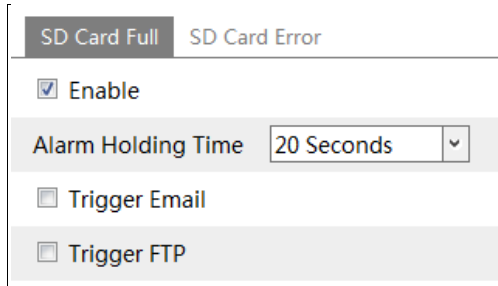 SD Card Full SD Card Error
Enable
Alarm Holding Time 20 Seconds
Trigger Email
Trigger FTP